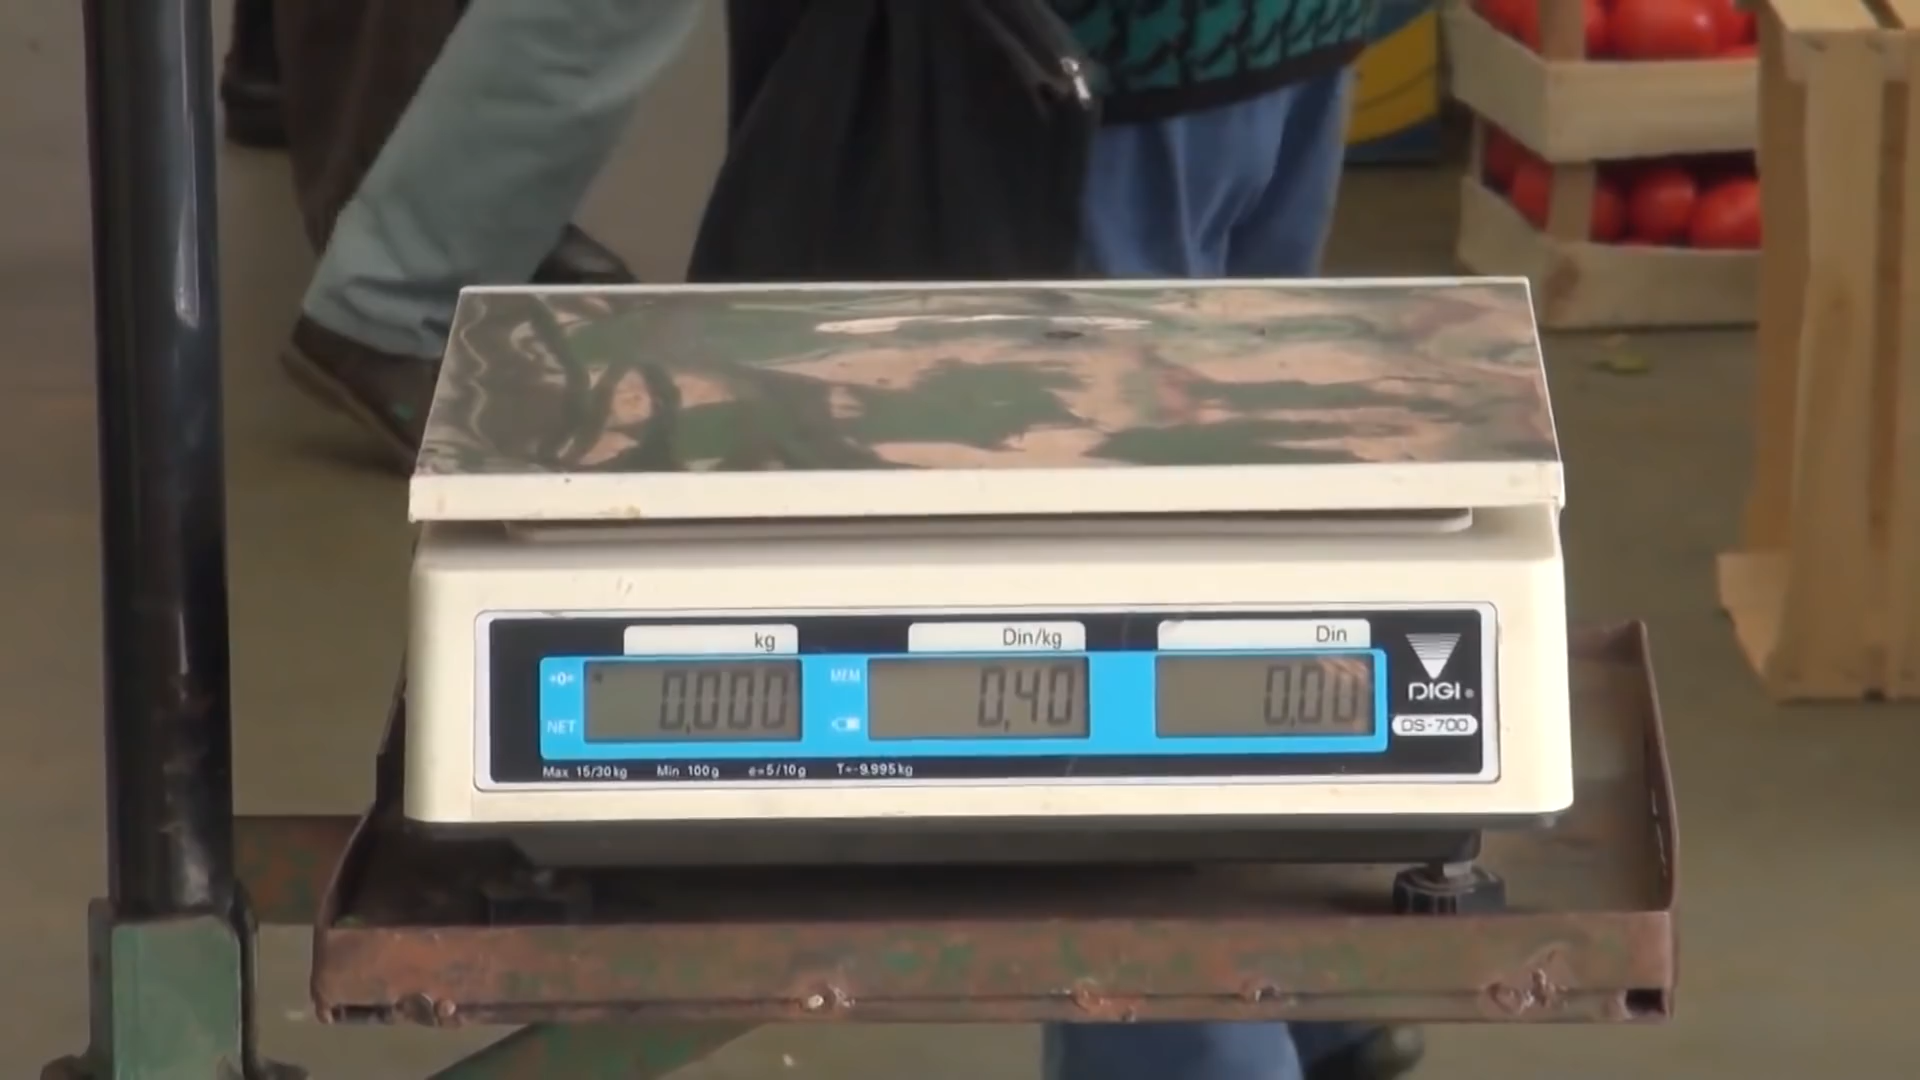 kg Din/kg Din
→0← MEM
0,000 0,40 0,00
NET
DIGI®
DS-700
Max 15/30kg Min 100g e=5/10g T=-9.995kg